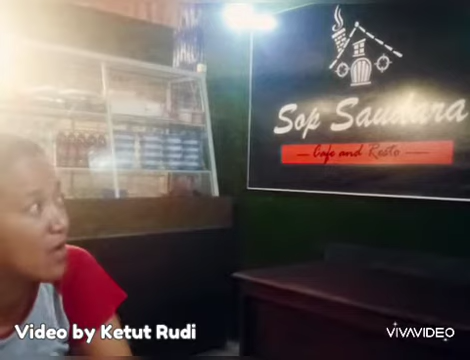 Sop Saudara
Cafe and Resto
Video by Ketut Rudi
VIVAVIDEO